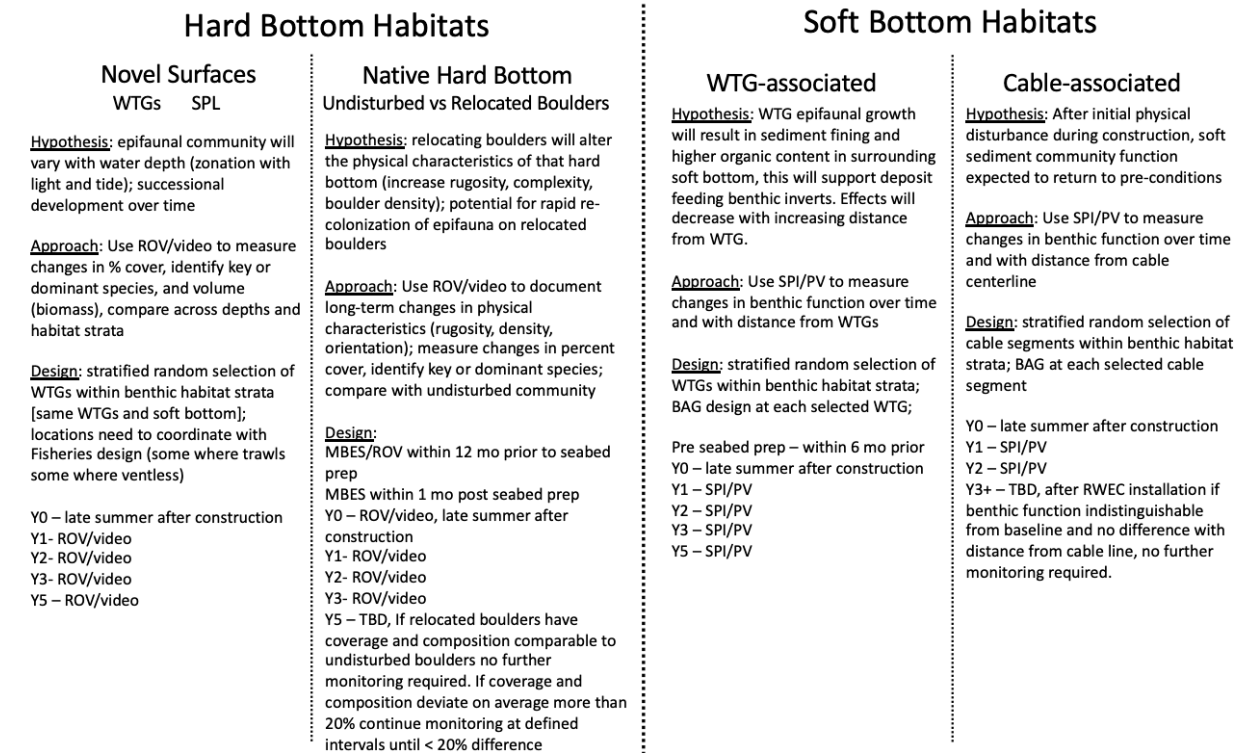 Hard Bottom Habitats
Novel Surfaces
WTGs SPL
Hypothesis: epifaunal community will
vary with water depth (zonation with
light and tide); successional
development over time
Approach: Use ROV/video to measure
changes in % cover, identify key or
dominant species, and volume
(biomass), compare across depths and
habitat strata
Design: stratified random selection of
WTGs within benthic habitat strata
[same WTGs and soft bottom];
locations need to coordinate with
Fisheries design (some where trawls
some where ventless)
Y0 – late summer after construction
Y1- ROV/video
Y2- ROV/video
Y3- ROV/video
Y5 – ROV/video
Native Hard Bottom
Undisturbed vs Relocated Boulders
Hypothesis: relocating boulders will alter
the physical characteristics of that hard
bottom (increase rugosity, complexity,
boulder density); potential for rapid re-
colonization of epifauna on relocated
boulders
Approach: Use ROV/video to document
long-term changes in physical
characteristics (rugosity, density,
orientation); measure changes in percent
cover, identify key or dominant species;
compare with undisturbed community
Design:
MBES/ROV within 12 mo prior to seabed
prep
MBES within 1 mo post seabed prep
Y0 – ROV/video, late summer after
construction
Y1- ROV/video
Y2- ROV/video
Y3- ROV/video
Y5 – TBD, If relocated boulders have
coverage and composition comparable to
undisturbed boulders no further
monitoring required. If coverage and
composition deviate on average more than
20% continue monitoring at defined
intervals until < 20% difference
Soft Bottom Habitats
WTG-associated
Hypothesis: WTG epifaunal growth
will result in sediment fining and
higher organic content in surrounding
soft bottom, this will support deposit
feeding benthic inverts. Effects will
decrease with increasing distance
from WTG.
Approach: Use SPI/PV to measure
changes in benthic function over time
and with distance from WTGs
Design: stratified random selection of
WTGs within benthic habitat strata;
BAG design at each selected WTG;
Pre seabed prep – within 6 mo prior
Y0 – late summer after construction
Y1 – SPI/PV
Y2 – SPI/PV
Y3 – SPI/PV
Y5 – SPI/PV
Cable-associated
Hypothesis: After initial physical
disturbance during construction, soft
sediment community function
expected to return to pre-conditions
Approach: Use SPI/PV to measure
changes in benthic function over time
and with distance from cable
centerline
Design: stratified random selection of
cable segments within benthic habitat
strata; BAG at each selected cable
segment
Y0 – late summer after construction
Y1 – SPI/PV
Y2 – SPI/PV
Y3+ – TBD, after RWEC installation if
benthic function indistinguishable
from baseline and no difference with
distance from cable line, no further
monitoring required.